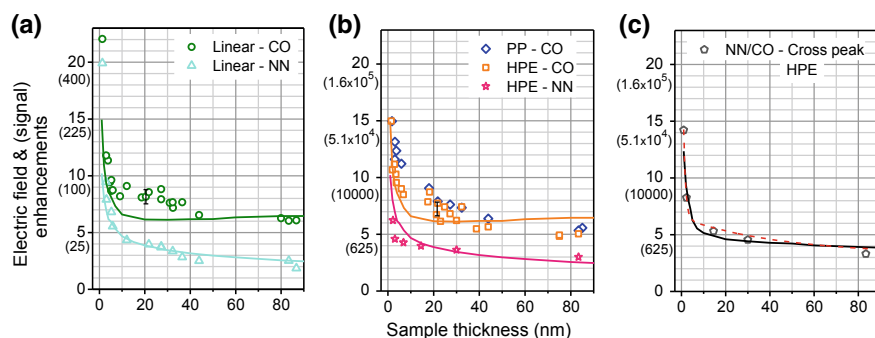 (a)
Linear - CO
Linear - NN
20
(400)
15
(225)
10
(100)
5
(25)
0
0 20 40 60 80
Electric field & (signal)
enhancements
(b)
PP - CO
HPE - CO
HPE - NN
20
(1.6x10⁵)
15
(5.1x10⁴)
10
(10000)
5
(625)
0
0 20 40 60 80
Sample thickness (nm)
(c)
NN/CO - Cross peak
HPE
20
(1.6x10⁵)
15
(5.1x10⁴)
10
(10000)
5
(625)
0
0 20 40 60 80